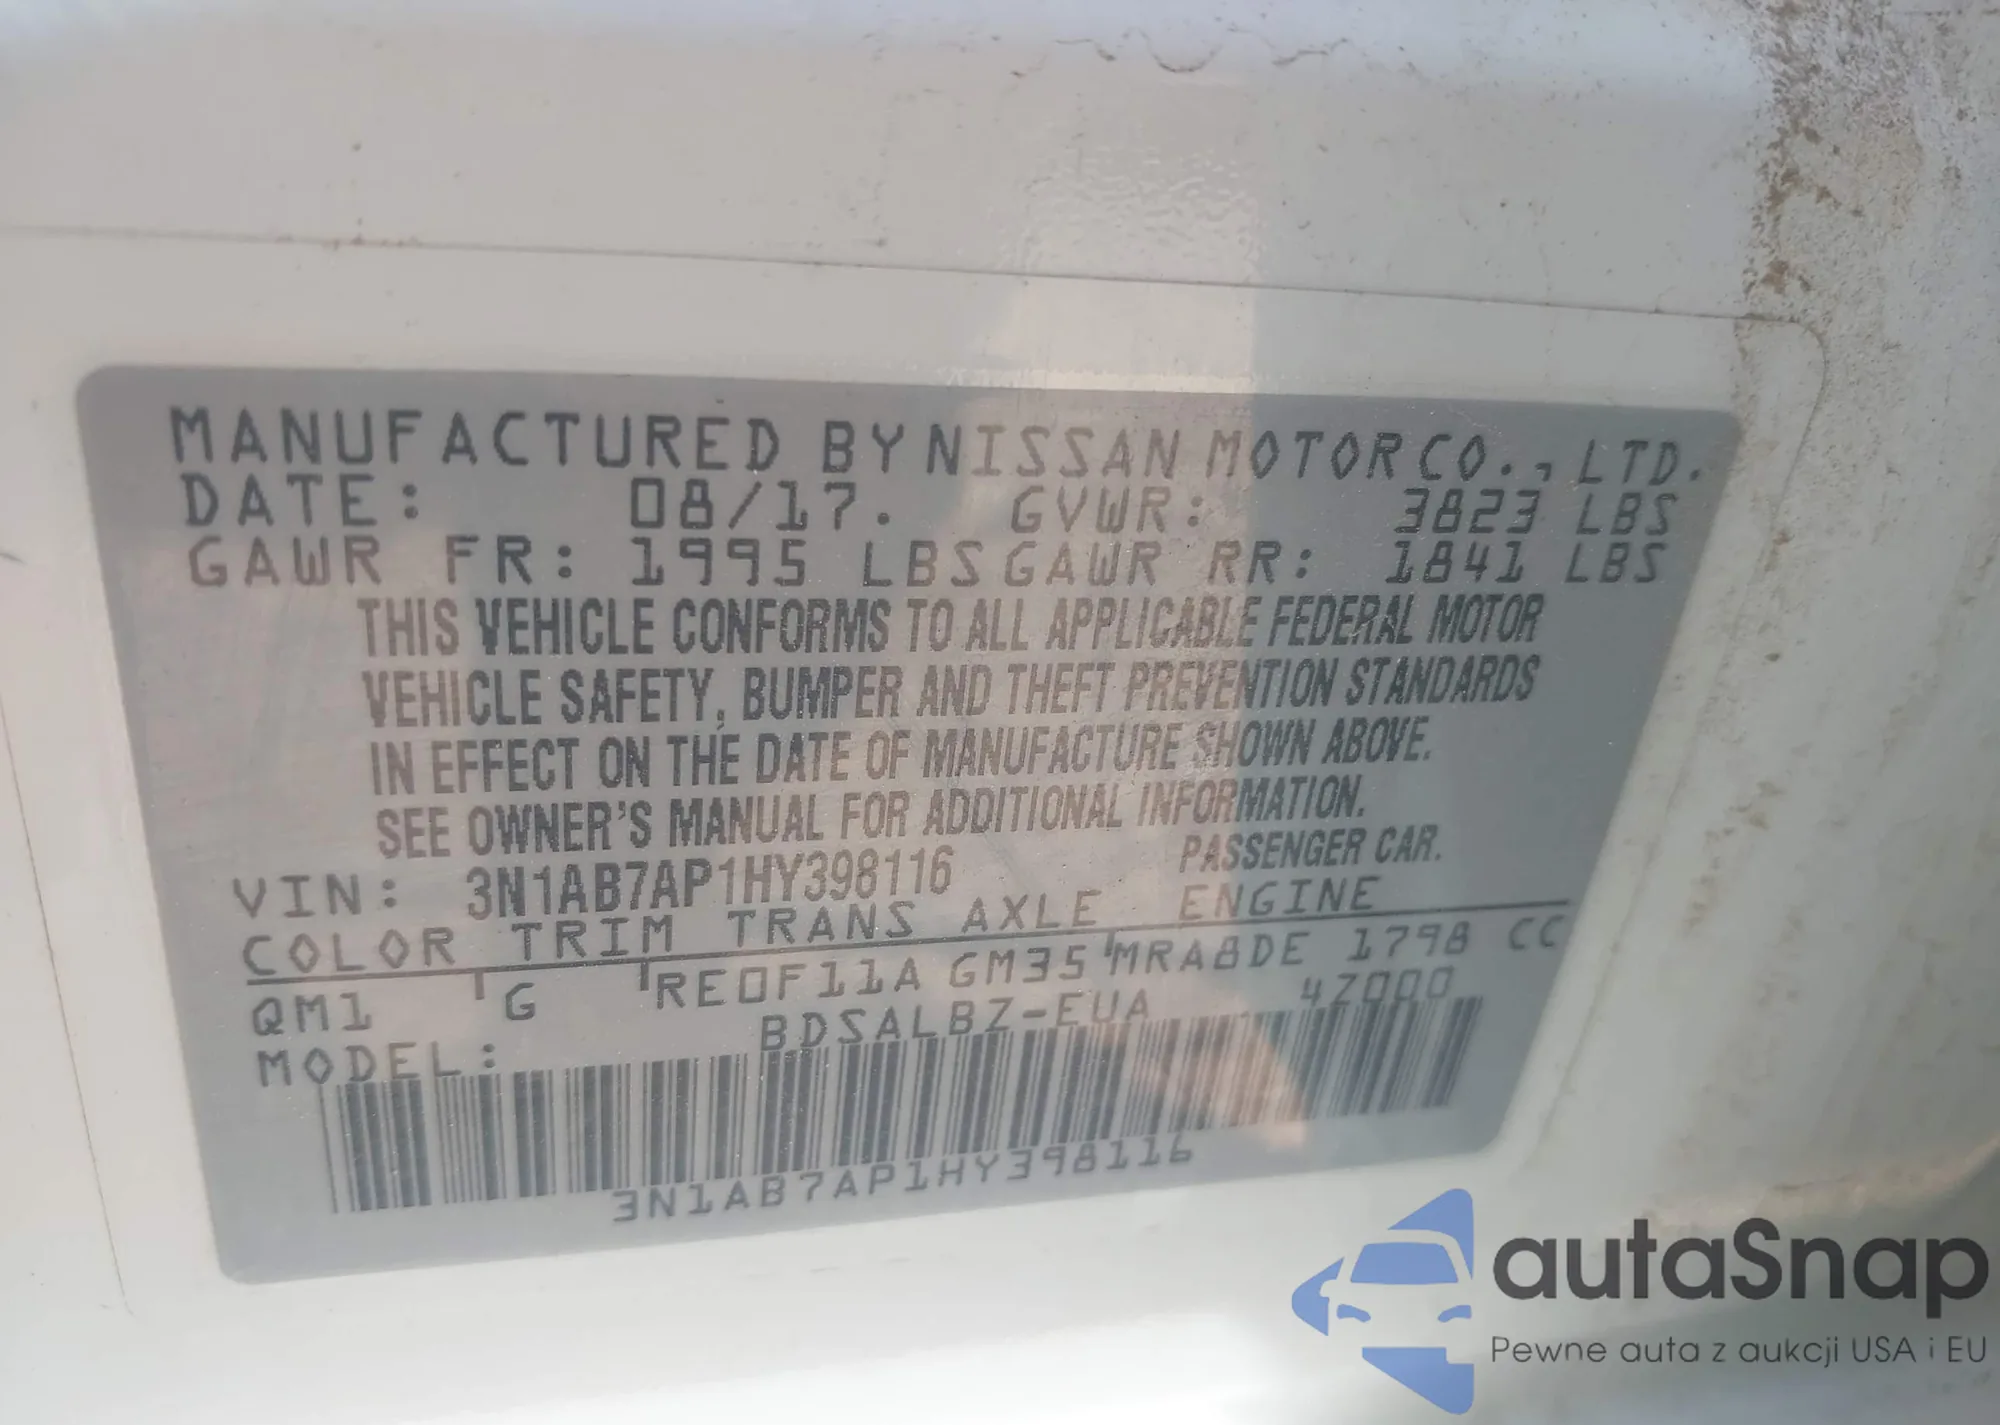 MANUFACTURED BY NISSAN MOTOR CO., LTD.
DATE: 08/17. GVWR: 3823 LBS
GAWR FR: 1995 LBS GAWR RR: 1841 LBS
THIS VEHICLE CONFORMS TO ALL APPLICABLE FEDERAL MOTOR
VEHICLE SAFETY, BUMPER AND THEFT PREVENTION STANDARDS
IN EFFECT ON THE DATE OF MANUFACTURE SHOWN ABOVE.
SEE OWNER'S MANUAL FOR ADDITIONAL INFORMATION.
PASSENGER CAR.
VIN: 3N1AB7AP1HY398116
COLOR TRIM TRANS AXLE ENGINE
QM1 G RE0F11A GM35 MRA8DE 1798 CC
MODEL: BDSALBZ-EUA 4Z000
3N1AB7AP1HY398116
autaSnap
Pewne auta z aukcji USA i EU